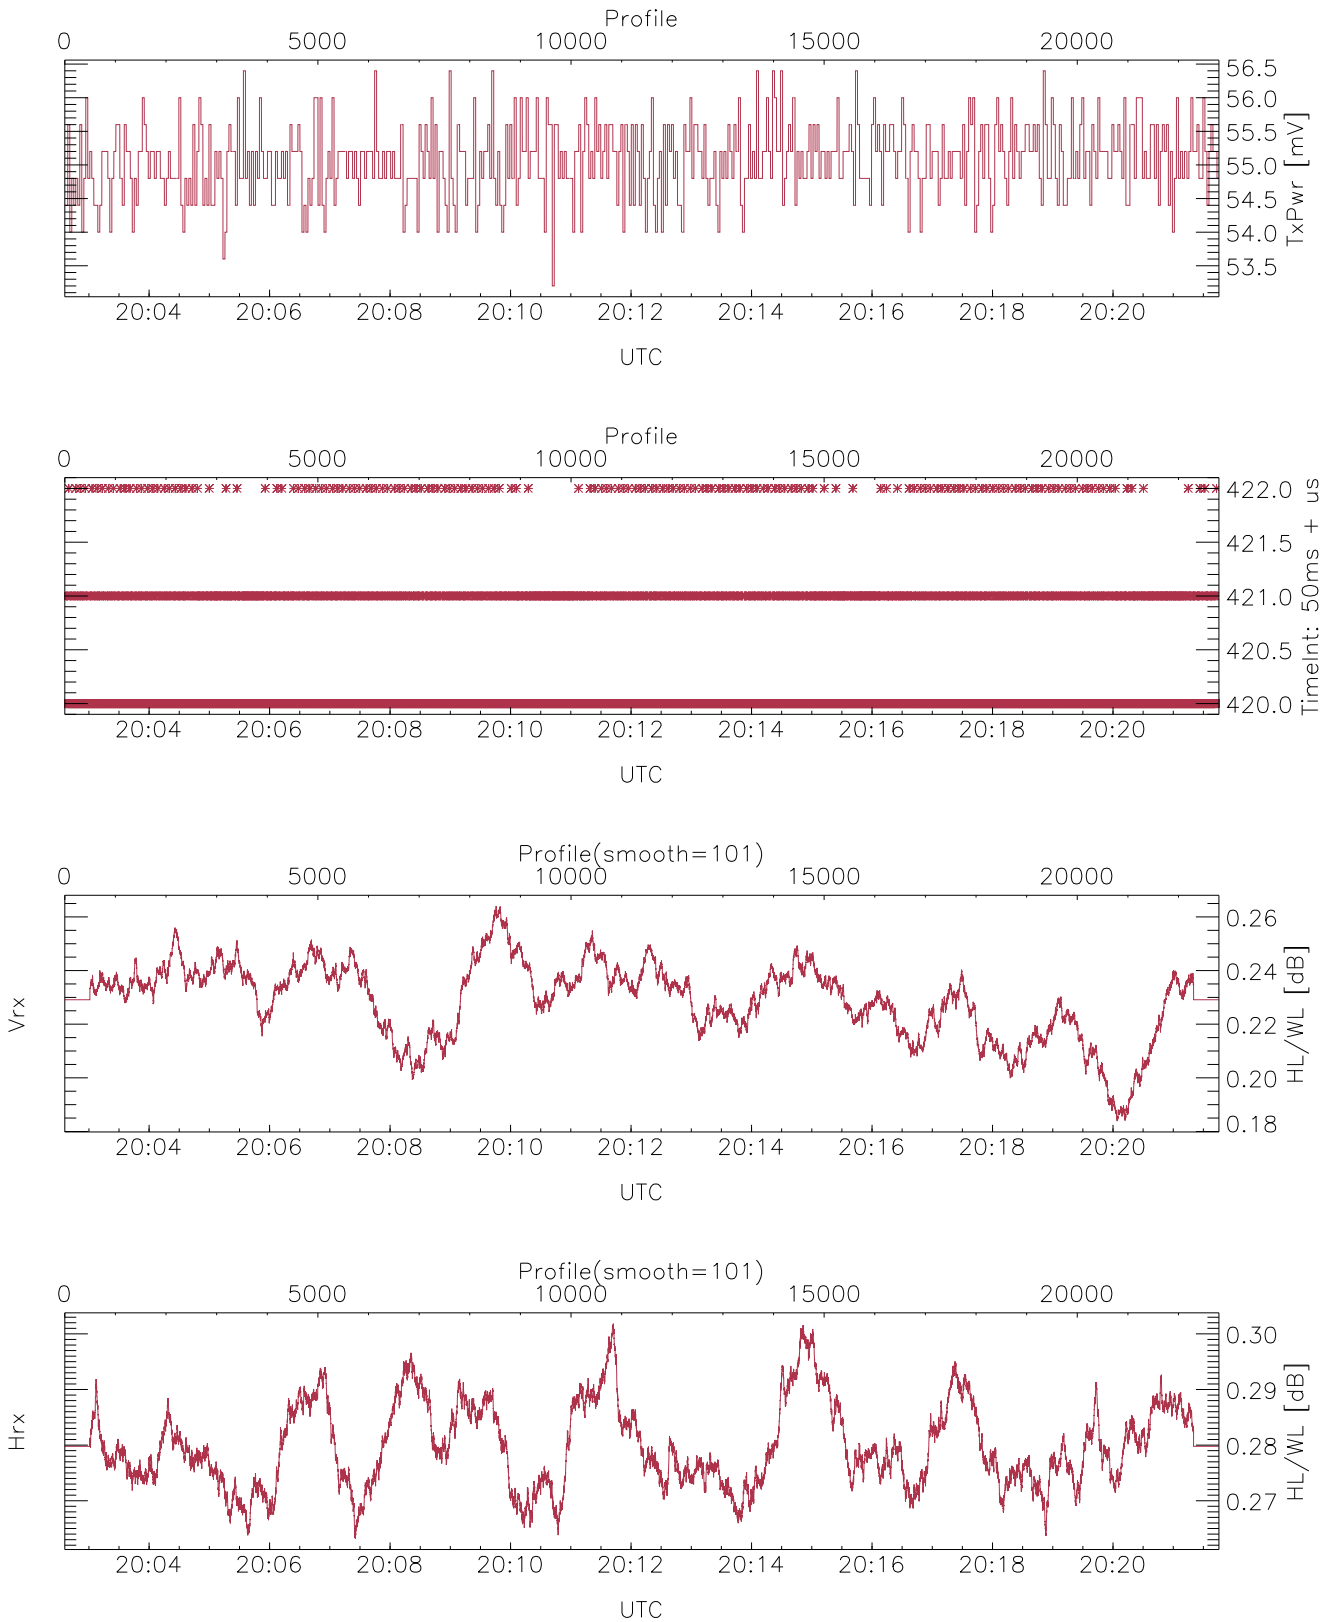 Profile
0 5000 10000 15000 20000
56.5
56.0
55.5
55.0
54.5
54.0
53.5
TxPwr [mV]
20:04 20:06 20:08 20:10 20:12 20:14 20:16 20:18 20:20
UTC
Profile
0 5000 10000 15000 20000
422.0
421.5
421.0
420.5
420.0
TimeInt: 50ms + us
20:04 20:06 20:08 20:10 20:12 20:14 20:16 20:18 20:20
UTC
Profile(smooth=101)
0 5000 10000 15000 20000
Vrx
0.26
0.24
0.22
0.20
0.18
HL/WL [dB]
20:04 20:06 20:08 20:10 20:12 20:14 20:16 20:18 20:20
UTC
Profile(smooth=101)
0 5000 10000 15000 20000
Hrx
0.30
0.29
0.28
0.27
HL/WL [dB]
20:04 20:06 20:08 20:10 20:12 20:14 20:16 20:18 20:20
UTC